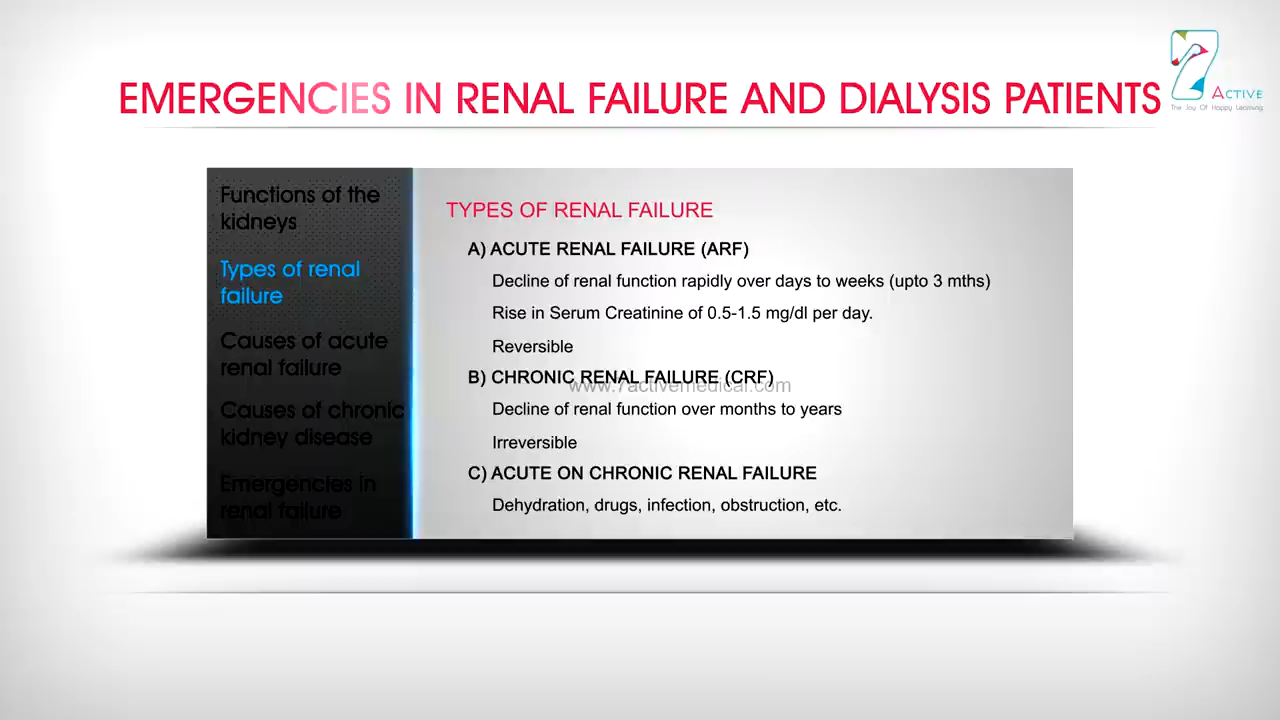 EMERGENCIES IN RENAL FAILURE AND DIALYSIS PATIENTS
7 ACTIVE
The Joy Of Happy Learning
Functions of the
kidneys
Types of renal
failure
Causes of acute
renal failure
Causes of chronic
kidney disease
Emergencies in
renal failure
TYPES OF RENAL FAILURE
A) ACUTE RENAL FAILURE (ARF)
Decline of renal function rapidly over days to weeks (upto 3 mths)
Rise in Serum Creatinine of 0.5-1.5 mg/dl per day.
Reversible
B) CHRONIC RENAL FAILURE (CRF)
www.7activemedical.com
Decline of renal function over months to years
Irreversible
C) ACUTE ON CHRONIC RENAL FAILURE
Dehydration, drugs, infection, obstruction, etc.